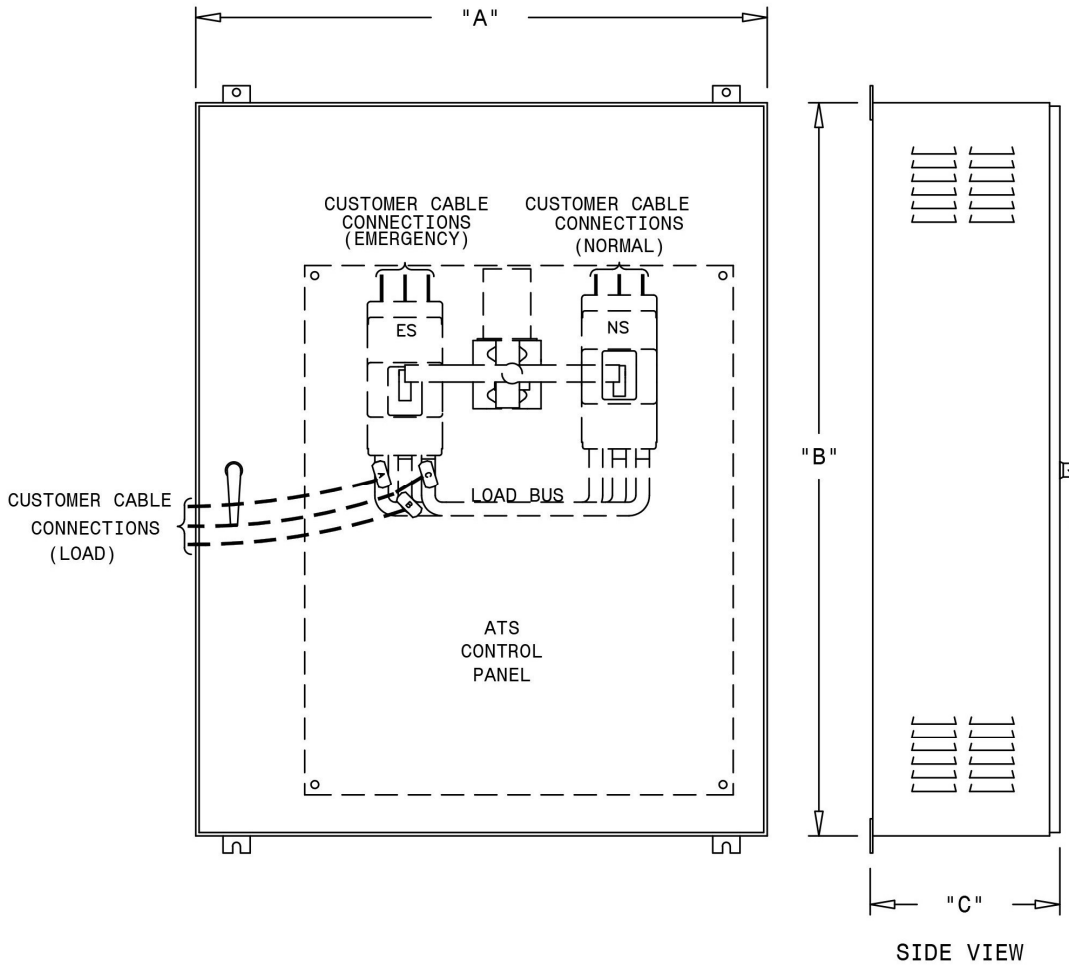 "A"
CUSTOMER CABLE
CONNECTIONS
(EMERGENCY)
CUSTOMER CABLE
CONNECTIONS
(NORMAL)
ES
NS
"B"
A
C
B
LOAD BUS
CUSTOMER CABLE
CONNECTIONS
(LOAD)
ATS
CONTROL
PANEL
"C"
SIDE VIEW